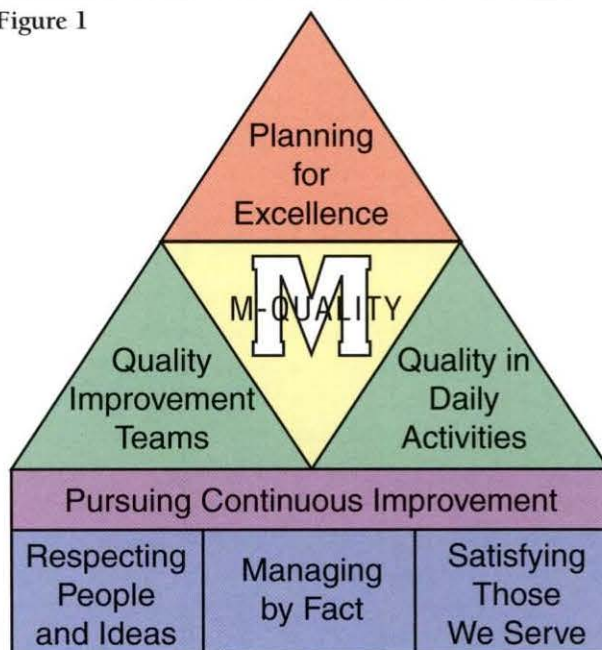 Figure 1
Planning
for
Excellence
M
M-QUALITY
Quality
Improvement
Teams
Quality in
Daily
Activities
Pursuing Continuous Improvement
Respecting
People
and Ideas
Managing
by Fact
Satisfying
Those
We Serve